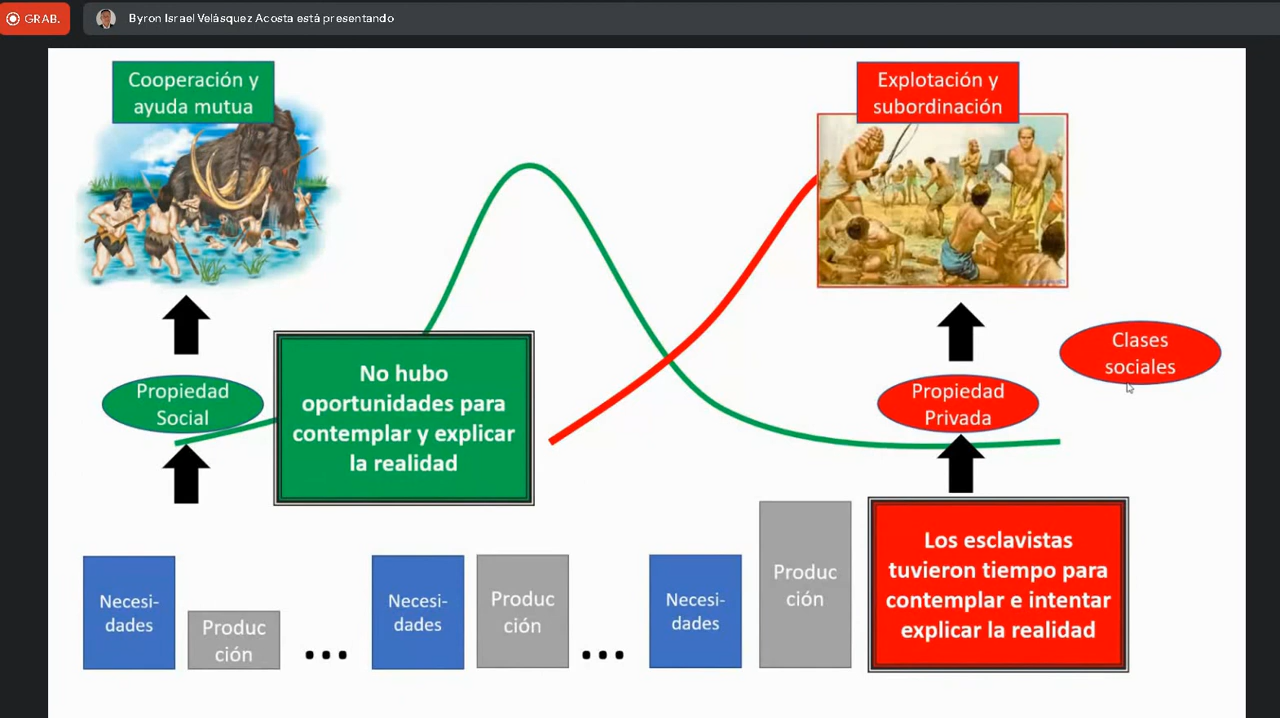 GRAB.
Byron Israel Velásquez Acosta está presentando
Cooperación y
ayuda mutua
Explotación y
subordinación
Clases
sociales
Propiedad
Social
No hubo
oportunidades para
contemplar y explicar
la realidad
Propiedad
Privada
Necesi-
dades
Produc
ción
...
Necesi-
dades
Produc
ción
...
Necesi-
dades
Produc
ción
Los esclavistas
tuvieron tiempo para
contemplar e intentar
explicar la realidad